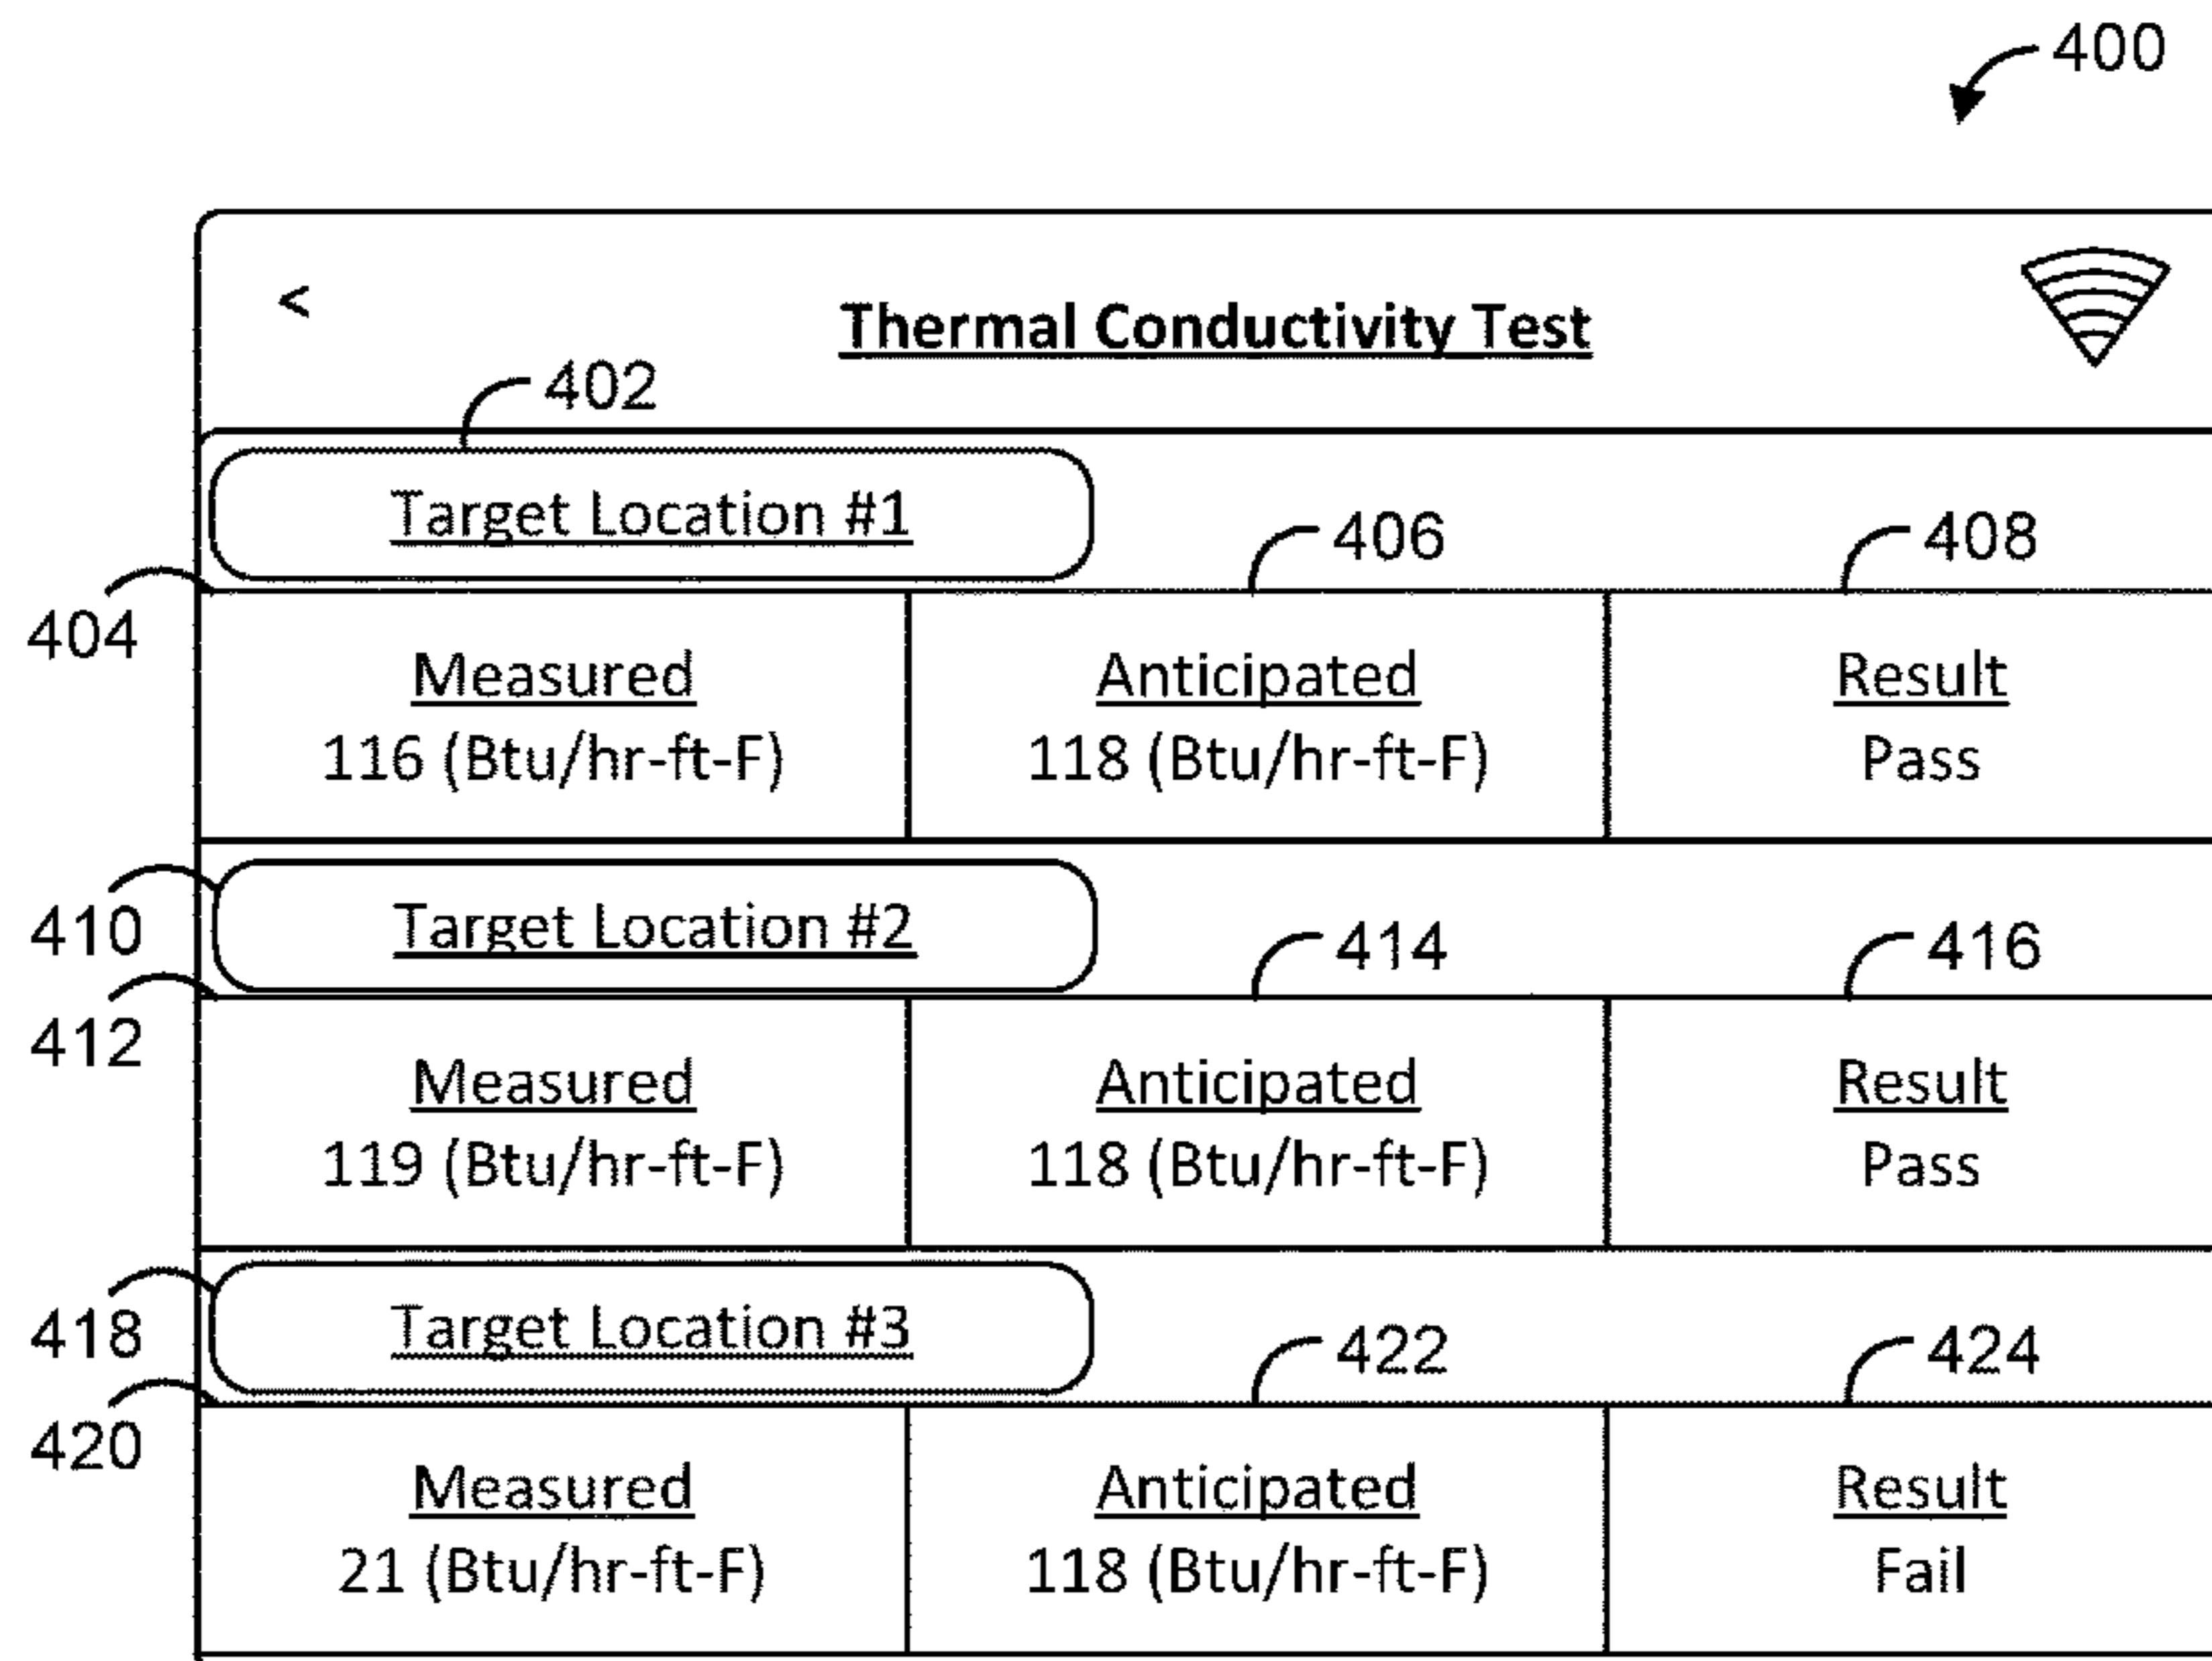 400
<
Thermal Conductivity Test
402
Target Location #1
406
408
404
Measured
Anticipated
Result
116 (Btu/hr-ft-F)
118 (Btu/hr-ft-F)
Pass
410
Target Location #2
414
416
412
Measured
Anticipated
Result
119 (Btu/hr-ft-F)
118 (Btu/hr-ft-F)
Pass
418
Target Location #3
422
424
420
Measured
Anticipated
Result
21 (Btu/hr-ft-F)
118 (Btu/hr-ft-F)
Fail